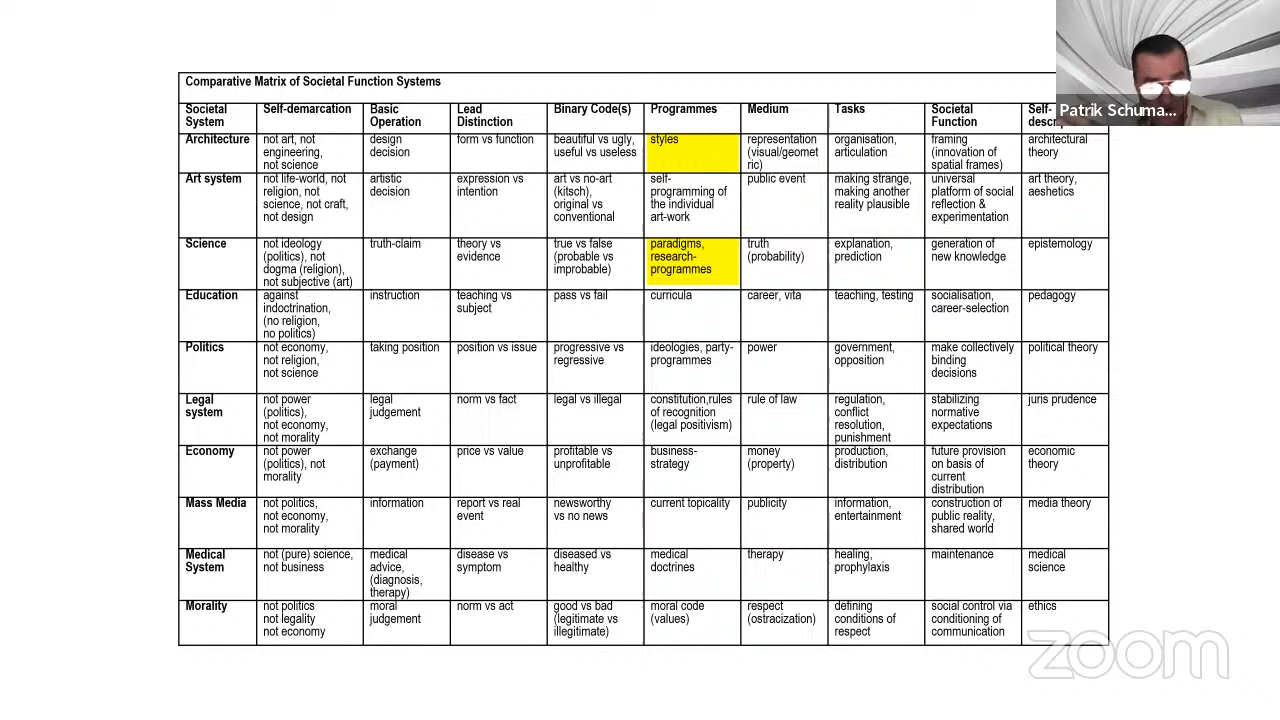 Patrik Schuma...
Comparative Matrix of Societal Function Systems
Societal System | Self-demarcation | Basic Operation | Lead Distinction | Binary Code(s) | Programmes | Medium | Tasks | Societal Function | Self-descrip
Architecture | not art, not engineering, not science | design decision | form vs function | beautiful vs ugly, useful vs useless | styles | representation (visual/geometric) | organisation, articulation | framing (innovation of spatial frames) | architectural theory
Art system | not life-world, not religion, not science, not craft, not design | artistic decision | expression vs intention | art vs no-art (kitsch), original vs conventional | self-programming of the individual art-work | public event | making strange, making another reality plausible | universal platform of social reflection & experimentation | art theory, aeshetics
Science | not ideology (politics), not dogma (religion), not subjective (art) | truth-claim | theory vs evidence | true vs false (probable vs improbable) | paradigms, research-programmes | truth (probability) | explanation, prediction | generation of new knowledge | epistemology
Education | against indoctrination, (no religion, no politics) | instruction | teaching vs subject | pass vs fail | curricula | career, vita | teaching, testing | socialisation, career-selection | pedagogy
Politics | not economy, not religion, not science | taking position | position vs issue | progressive vs regressive | ideologies, party-programmes | power | government, opposition | make collectively binding decisions | political theory
Legal system | not power (politics), not economy, not morality | legal judgement | norm vs fact | legal vs illegal | constitution,rules of recognition (legal positivism) | rule of law | regulation, conflict resolution, punishment | stabilizing normative expectations | juris prudence
Economy | not power (politics), not morality | exchange (payment) | price vs value | profitable vs unprofitable | business-strategy | money (property) | production, distribution | future provision on basis of current distribution | economic theory
Mass Media | not politics, not economy, not morality | information | report vs real event | newsworthy vs no news | current topicality | publicity | information, entertainment | construction of public reality, shared world | media theory
Medical System | not (pure) science, not business | medical advice, (diagnosis, therapy) | disease vs symptom | diseased vs healthy | medical doctrines | therapy | healing, prophylaxis | maintenance | medical science
Morality | not politics not legality not economy | moral judgement | norm vs act | good vs bad (legitimate vs illegitimate) | moral code (values) | respect (ostracization) | defining conditions of respect | social control via conditioning of communication | ethics
zoom